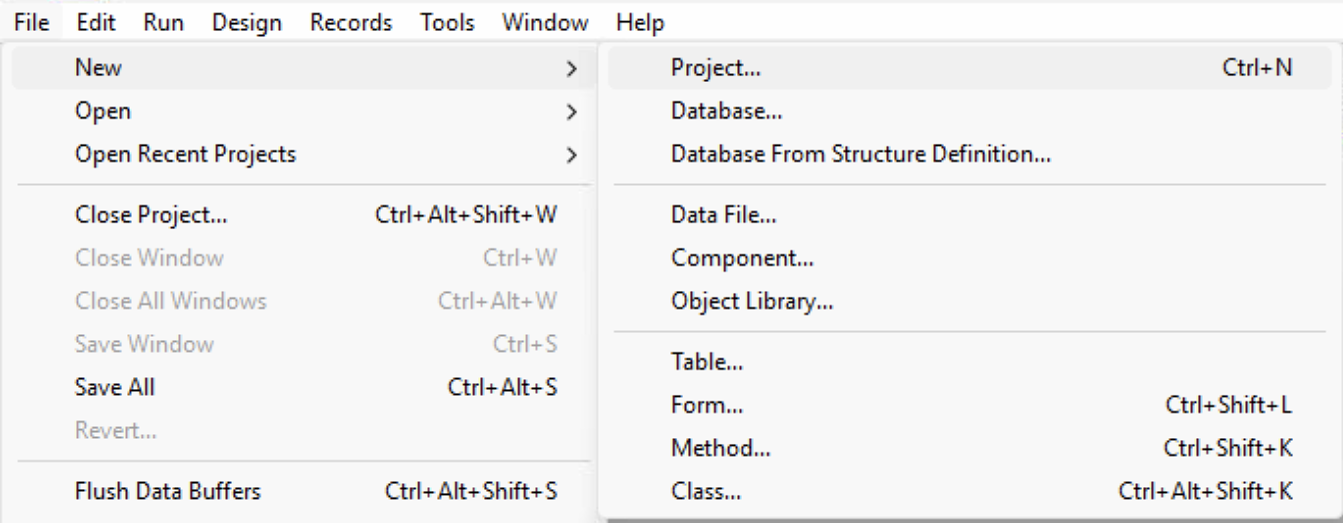 File Edit Run Design Records Tools Window Help
New
Open
Open Recent Projects
Close Project... Ctrl+Alt+Shift+W
Close Window Ctrl+W
Close All Windows Ctrl+Alt+W
Save Window Ctrl+S
Save All Ctrl+Alt+S
Revert...
Flush Data Buffers Ctrl+Alt+Shift+S
Project... Ctrl+N
Database...
Database From Structure Definition...
Data File...
Component...
Object Library...
Table...
Form... Ctrl+Shift+L
Method... Ctrl+Shift+K
Class... Ctrl+Alt+Shift+K